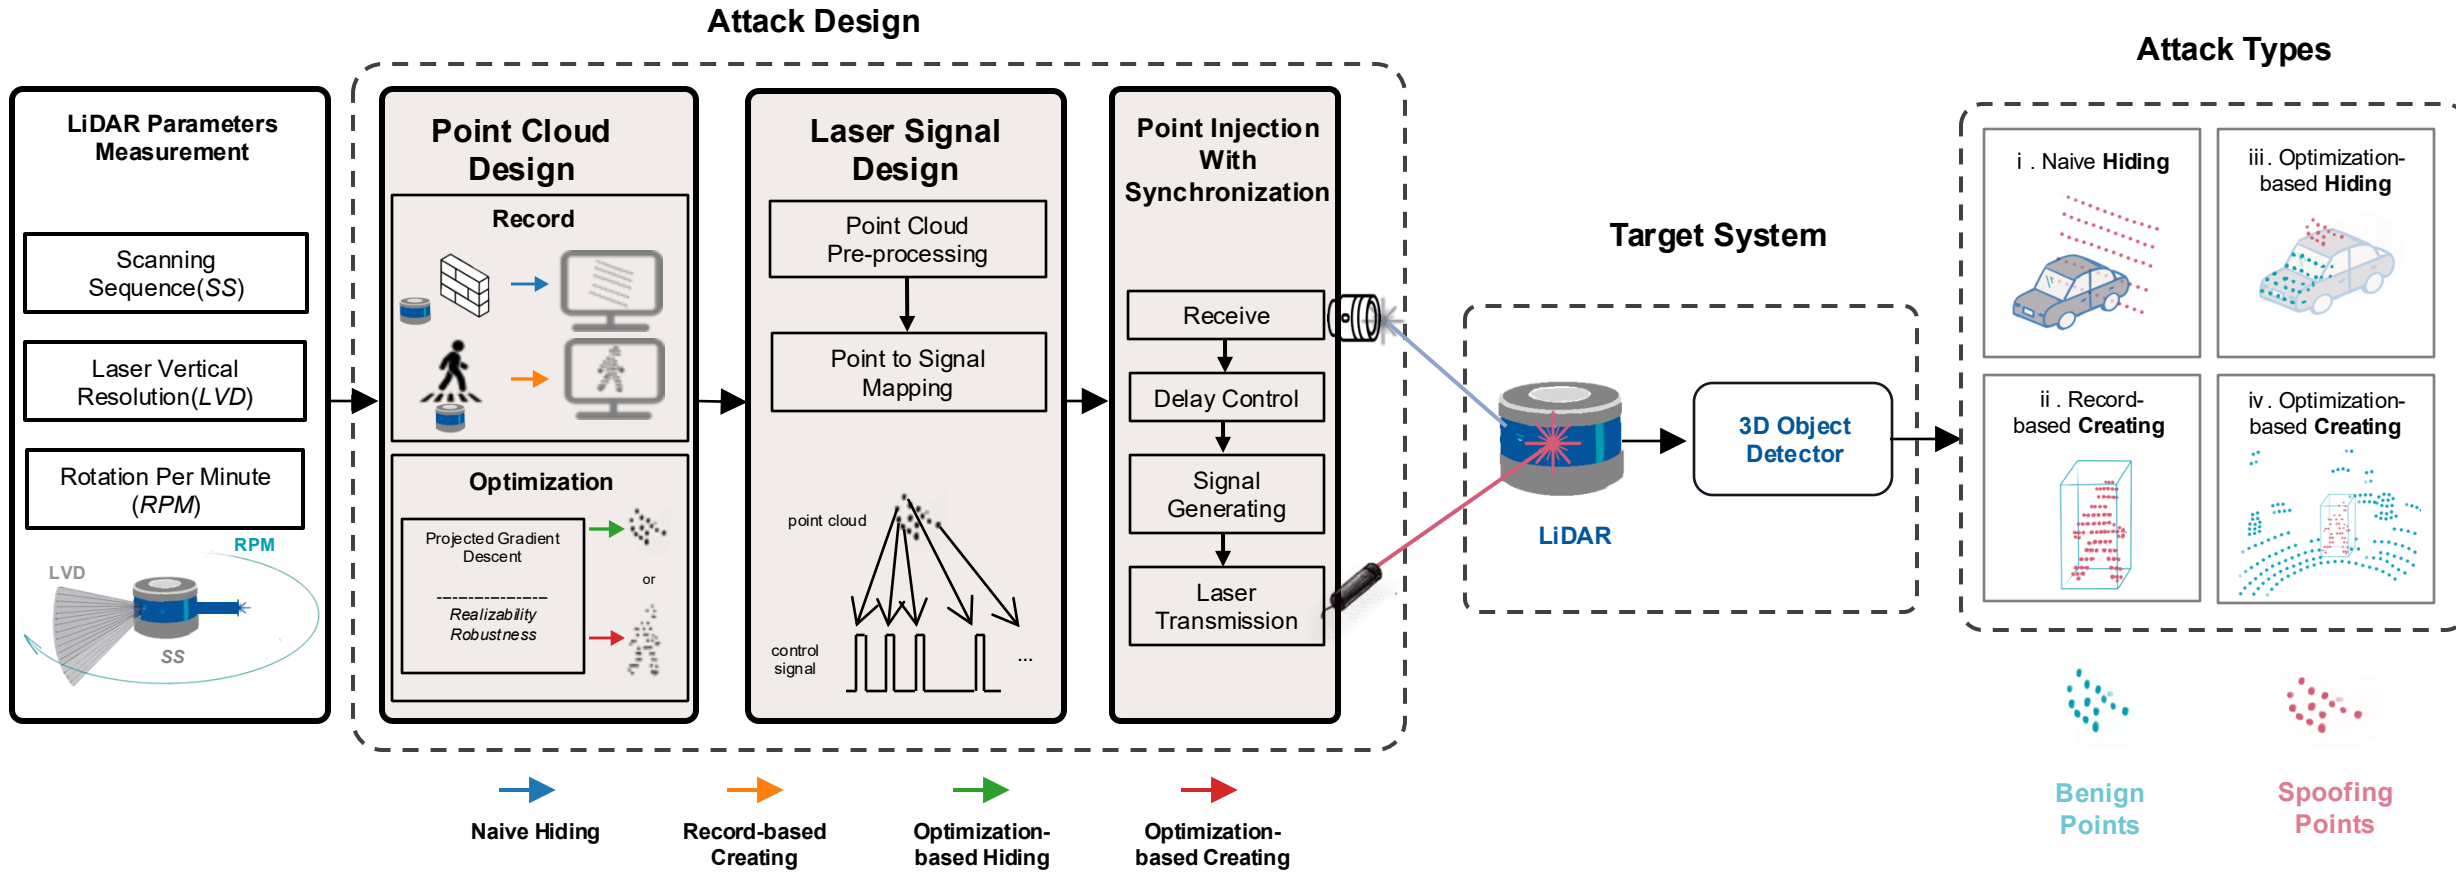 Attack Design
Attack Types
LiDAR Parameters
Measurement
Scanning
Sequence(SS)
Laser Vertical
Resolution(LVD)
Rotation Per Minute
(RPM)
RPM
LVD
SS
Point Cloud
Design
Record
Optimization
Projected Gradient
Descent
Realizability
Robustness
or
Laser Signal
Design
Point Cloud
Pre-processing
Point to Signal
Mapping
point cloud
control
signal
...
Point Injection
With
Synchronization
Receive
Delay Control
Signal
Generating
Laser
Transmission
Target System
LiDAR
3D Object
Detector
i . Naive Hiding
iii. Optimization-
based Hiding
ii . Record-
based Creating
iv. Optimization-
based Creating
Naive Hiding
Record-based
Creating
Optimization-
based Hiding
Optimization-
based Creating
Benign
Points
Spoofing
Points